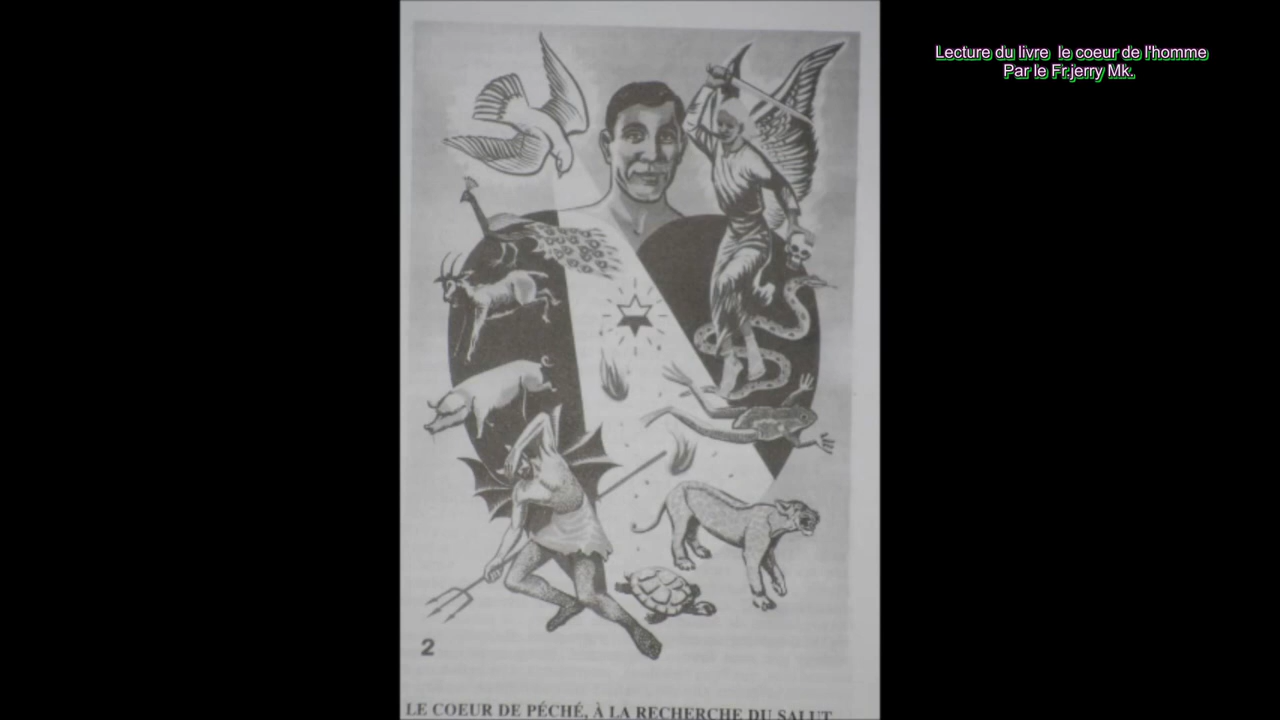 Lecture du livre le coeur de l'homme
Par le Fr.jerry Mk.
2
LE COEUR DE PÉCHÉ, À LA RECHERCHE DU SALUT